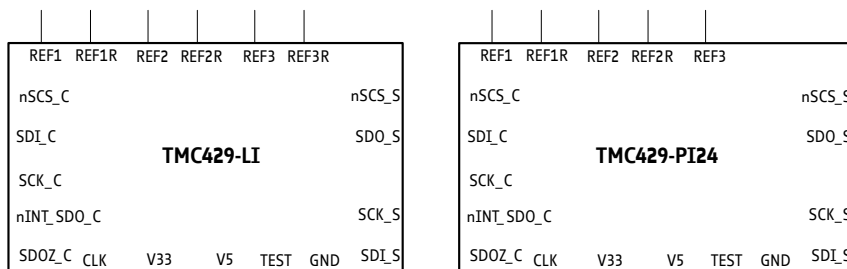 REF1 REF1R REF2 REF2R REF3 REF3R
nSCS_C nSCS_S
SDI_C SDO_S
TMC429-LI
SCK_C
nINT_SDO_C SCK_S
SDOZ_C CLK V33 V5 TEST GND SDI_S
REF1 REF1R REF2 REF2R REF3
nSCS_C nSCS_S
SDI_C SDO_S
TMC429-PI24
SCK_C
nINT_SDO_C SCK_S
SDOZ_C CLK V33 V5 TEST GND SDI_S